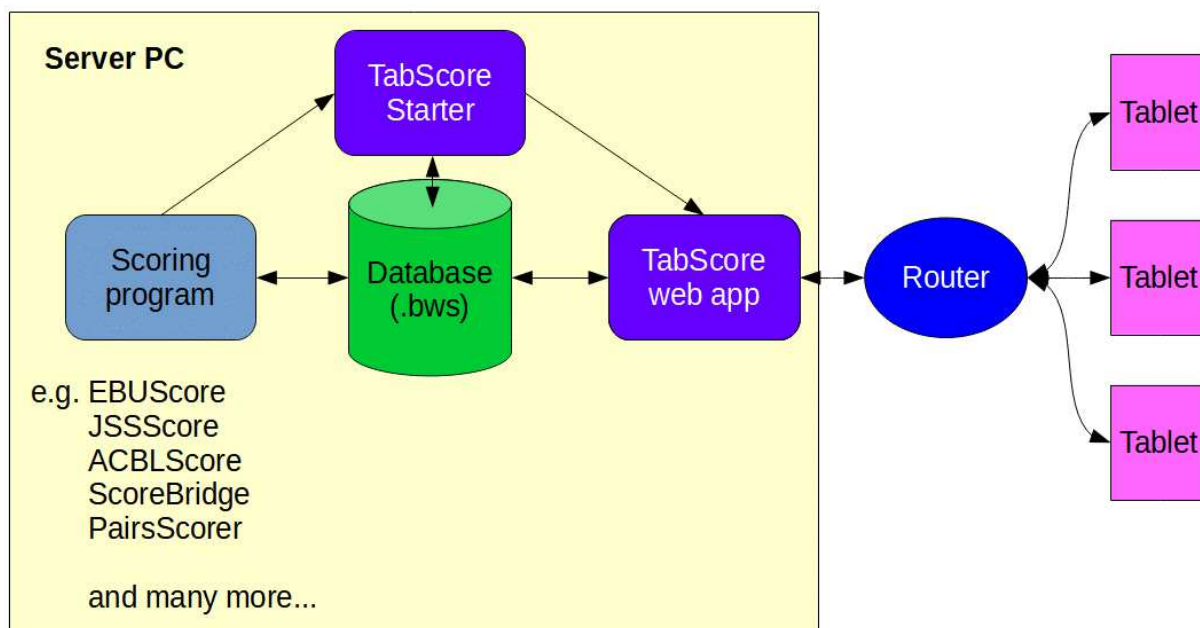 Server PC
TabScore
Starter
Scoring
program
Database
(.bws)
TabScore
web app
Router
Tablet
Tablet
Tablet
e.g. EBUScore
JSSScore
ACBLScore
ScoreBridge
PairsScorer
and many more...